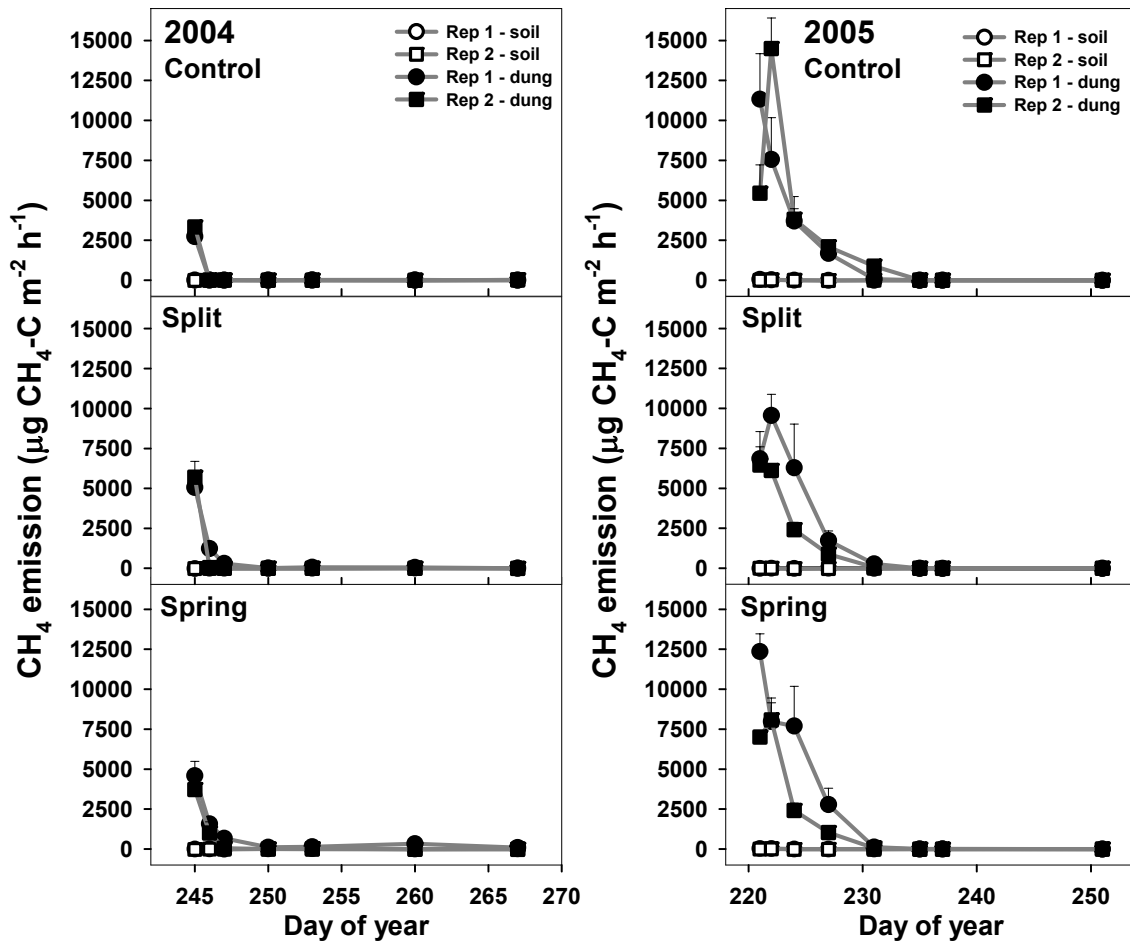 CH₄ emission (μg CH₄-C m⁻² h⁻¹)
2004
Control
Rep 1 - soil
Rep 2 - soil
Rep 1 - dung
Rep 2 - dung
15000
12500
10000
7500
5000
2500
0
Split
15000
12500
10000
7500
5000
2500
0
Spring
15000
12500
10000
7500
5000
2500
0
245 250 255 260 265 270
Day of year
CH₄ emission (μg CH₄-C m⁻² h⁻¹)
2005
Control
Rep 1 - soil
Rep 2 - soil
Rep 1 - dung
Rep 2 - dung
15000
12500
10000
7500
5000
2500
0
Split
15000
12500
10000
7500
5000
2500
0
Spring
15000
12500
10000
7500
5000
2500
0
220 230 240 250
Day of year